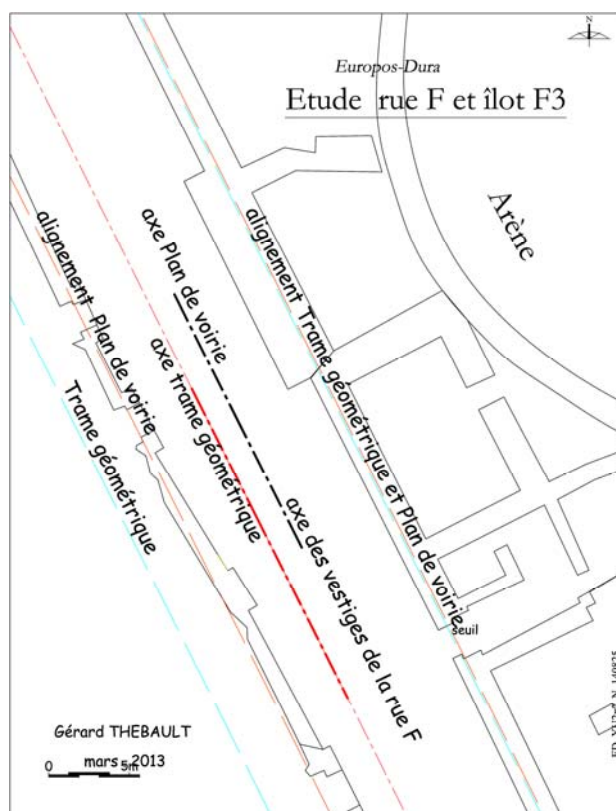 N
Europos-Dura
Etude rue F et îlot F3
Arène
alignement Plan de voirie
axe Plan de voirie
alignement Trame géométrique et Plan de voirie
axe trame géométrique
Trame géométrique
axe des vestiges de la rue F
seuil
Gérard THEBAULT
mars 2013
0 5m